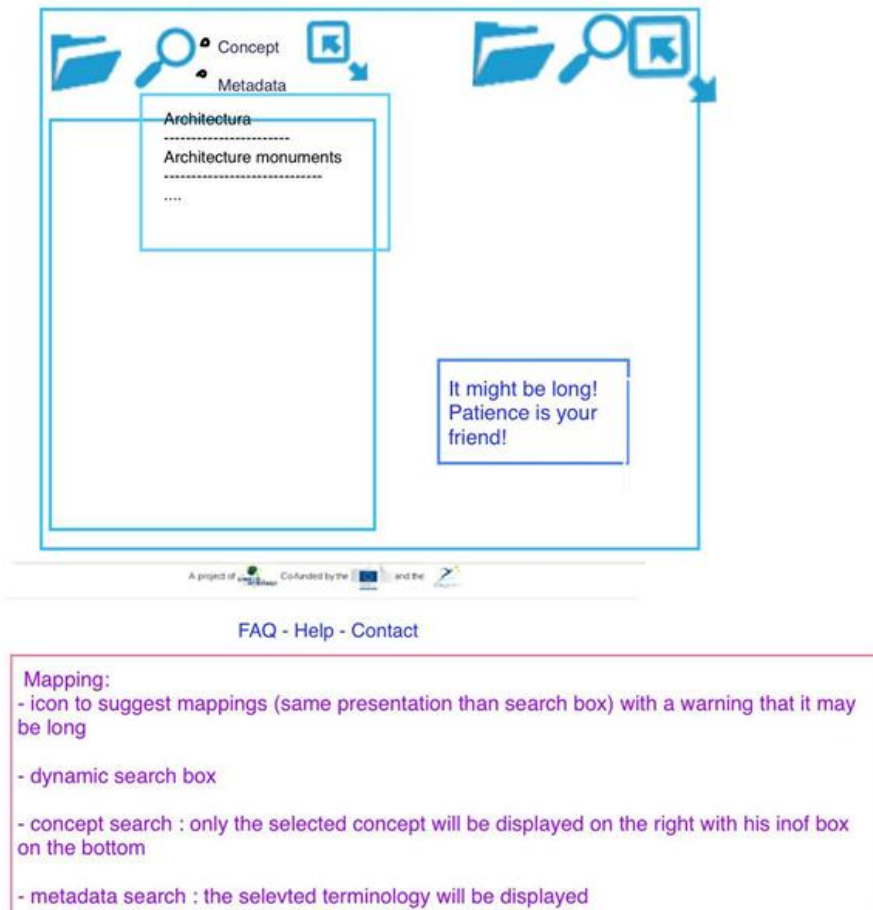 Concept
Metadata
Architectura
-----------------------
Architecture monuments
-----------------------------
....
It might be long!
Patience is your
friend!
A project of
Co-funded by the
and the
FAQ - Help - Contact
Mapping:
- icon to suggest mappings (same presentation than search box) with a warning that it may
be long
- dynamic search box
- concept search : only the selected concept will be displayed on the right with his inof box
on the bottom
- metadata search : the selevted terminology will be displayed